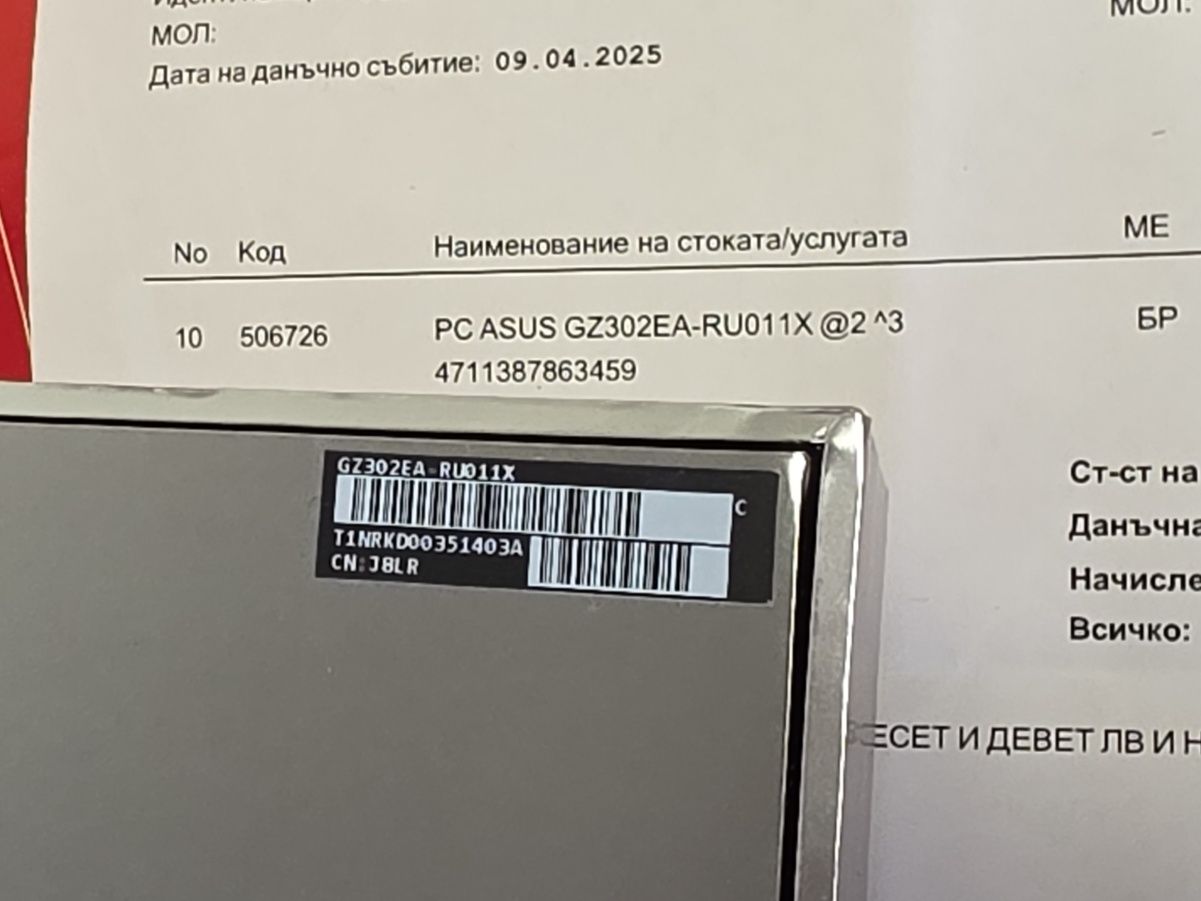 МОЛ:
МОЛ:
Дата на данъчно събитие: 09.04.2025
No Код Наименование на стоката/услугата МЕ
10 506726 PC ASUS GZ302EA-RU011X @2 ^3 БР
4711387863459
GZ302EA-RU011X
C
T1NRKD00351403A
CN:J8LR
Ст-ст на
Данъчна
Начисле
Всичко:
ЕСЕТ И ДЕВЕТ ЛВ И Н